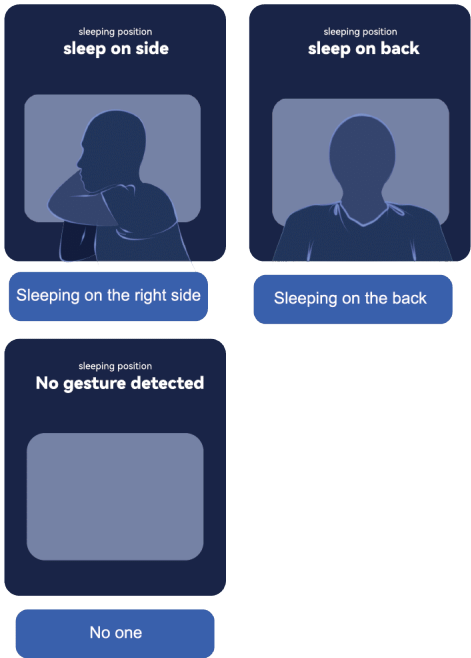 sleeping position
sleep on side
Sleeping on the right side
sleeping position
sleep on back
Sleeping on the back
sleeping position
No gesture detected
No one